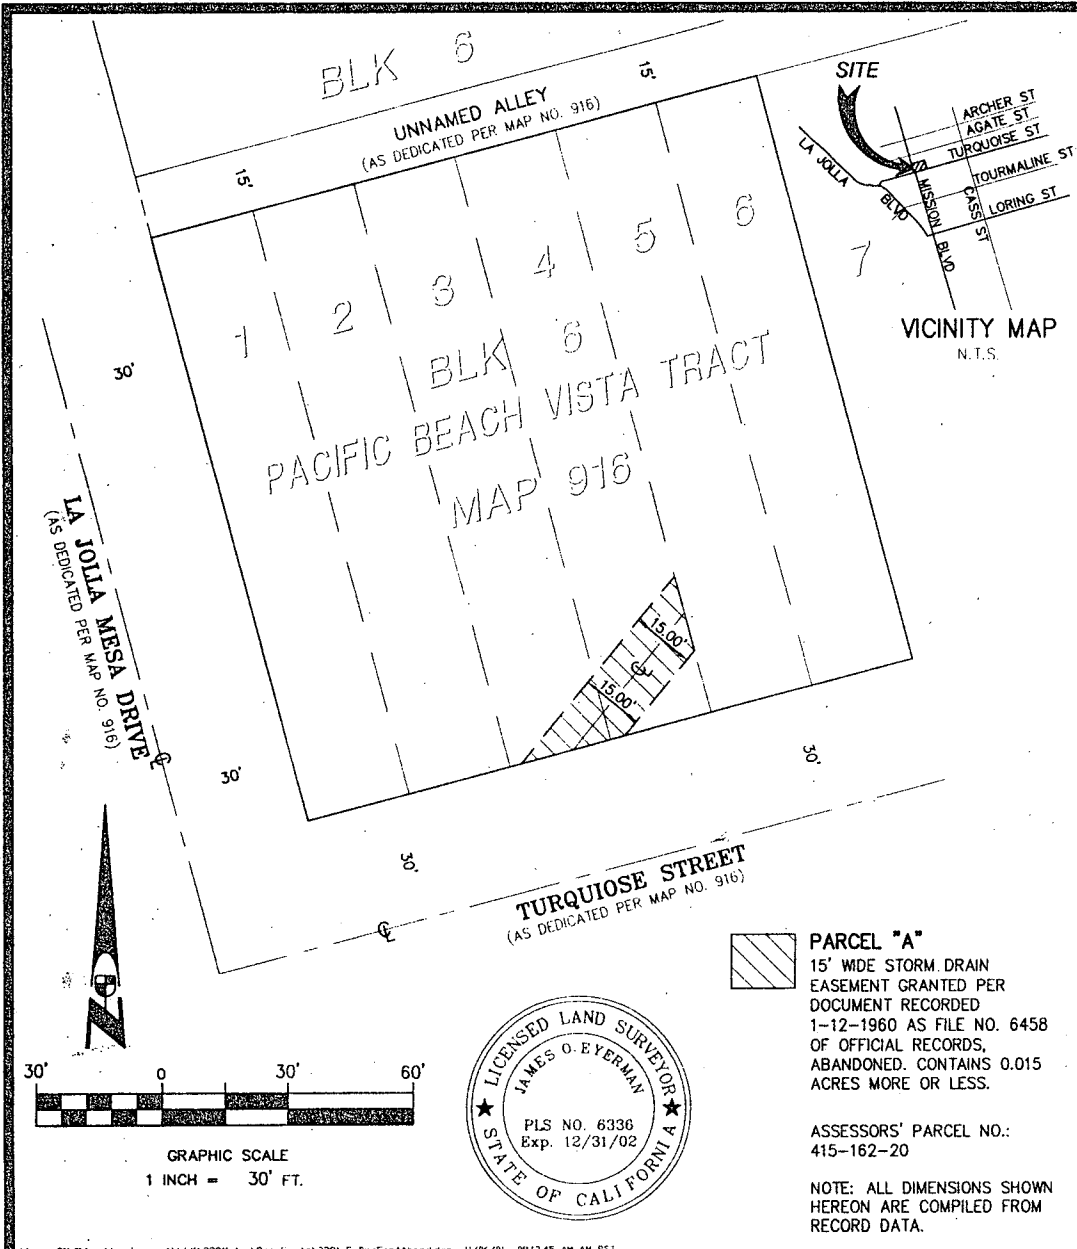 BLK 6
UNNAMED ALLEY
(AS DEDICATED PER MAP NO. 916)
15'
15'
SITE
ARCHER ST
AGATE ST
TURQUOISE ST
TOURMALINE ST
LORING ST
LA JOLLA
BLVD
MISSION
BLVD
CASS ST
VICINITY MAP
N.T.S.
1
2
3
4
5
6
7
BLK 6
PACIFIC BEACH VISTA TRACT
MAP 916
30'
LA JOLLA MESA DRIVE
(AS DEDICATED PER MAP NO. 916)
℄
30'
15.00'
℄
15.00'
30'
30'
TURQUIOSE STREET
(AS DEDICATED PER MAP NO. 916)
℄
PARCEL "A"
15' WIDE STORM DRAIN
EASEMENT GRANTED PER
DOCUMENT RECORDED
1-12-1960 AS FILE NO. 6458
OF OFFICIAL RECORDS,
ABANDONED. CONTAINS 0.015
ACRES MORE OR LESS.
ASSESSORS' PARCEL NO.:
415-162-20
NOTE: ALL DIMENSIONS SHOWN
HEREON ARE COMPILED FROM
RECORD DATA.
Z
30' 0 30' 60'
GRAPHIC SCALE
1 INCH = 30' FT.
LICENSED LAND SURVEYOR
JAMES O. EYERMAN
PLS NO. 6336
Exp. 12/31/02
STATE OF CALIFORNIA